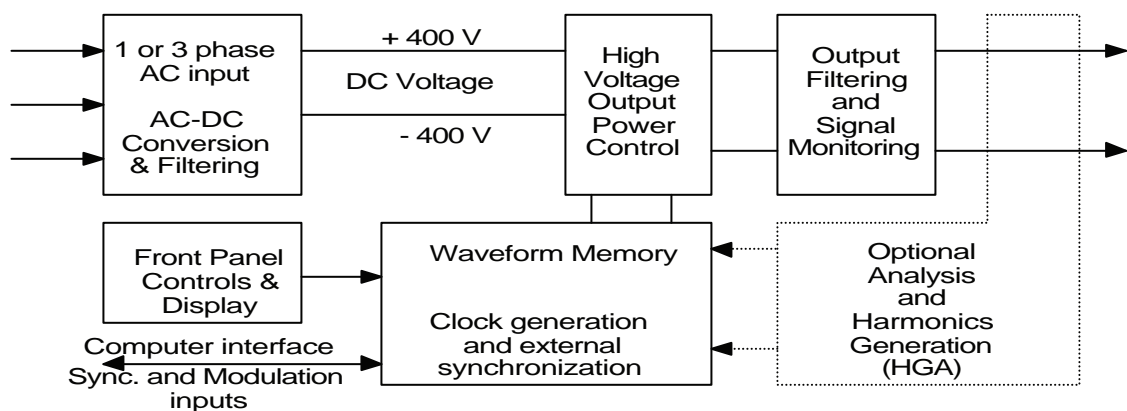 1 or 3 phase
AC input
AC-DC
Conversion
& Filtering
+ 400 V
DC Voltage
- 400 V
High
Voltage
Output
Power
Control
Output
Filtering
and
Signal
Monitoring
Front Panel
Controls &
Display
Computer interface
Sync. and Modulation
inputs
Waveform Memory
Clock generation
and external
synchronization
Optional
Analysis
and
Harmonics
Generation
(HGA)